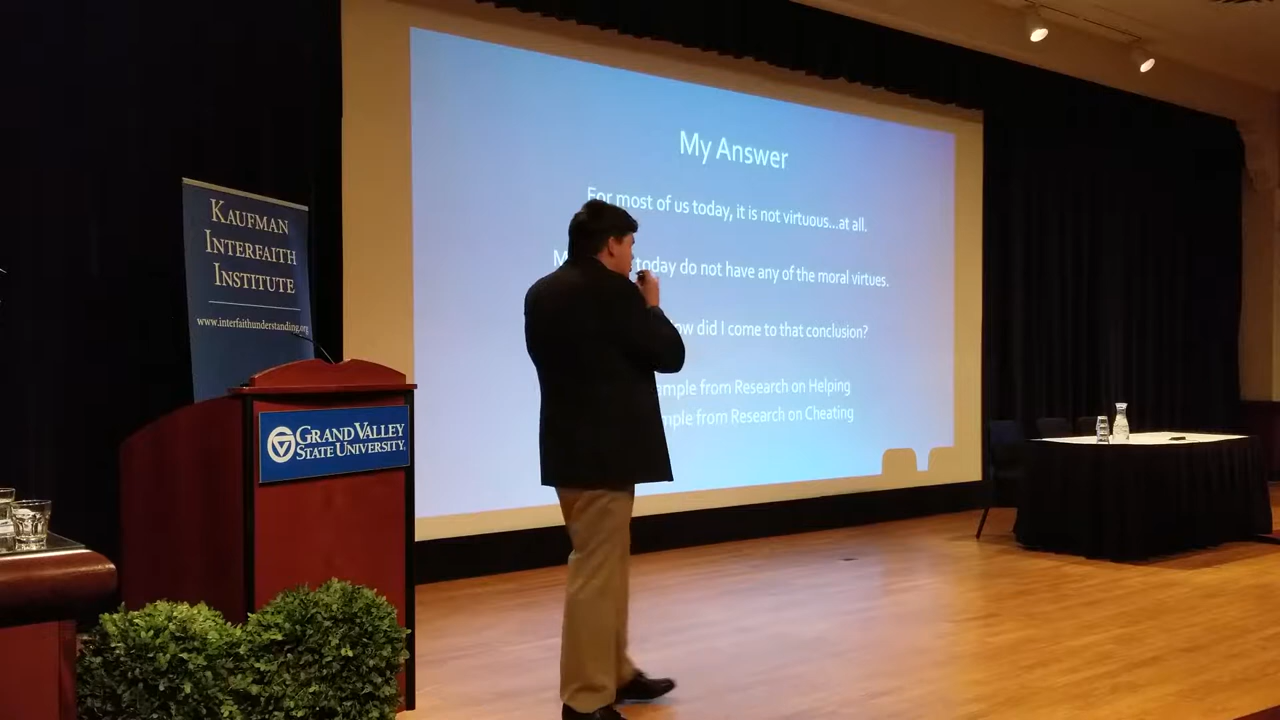 KAUFMAN
INTERFAITH
INSTITUTE
www.interfaithunderstanding.org
GRAND VALLEY
STATE UNIVERSITY
My Answer
For most of us today, it is not virtuous...at all.
today do not have any of the moral virtues.
did I come to that conclusion?
from Research on Helping
from Research on Cheating